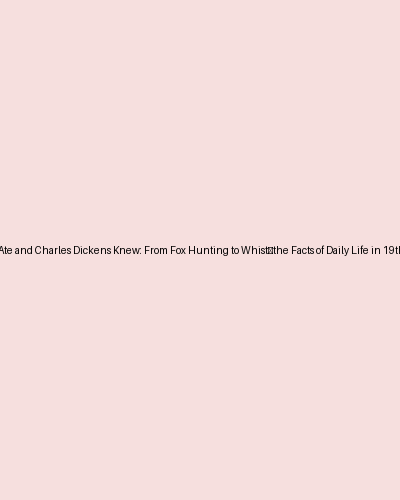 Ate and Charles Dickens Knew: From Fox Hunting to Whist the Facts of Daily Life in 19th